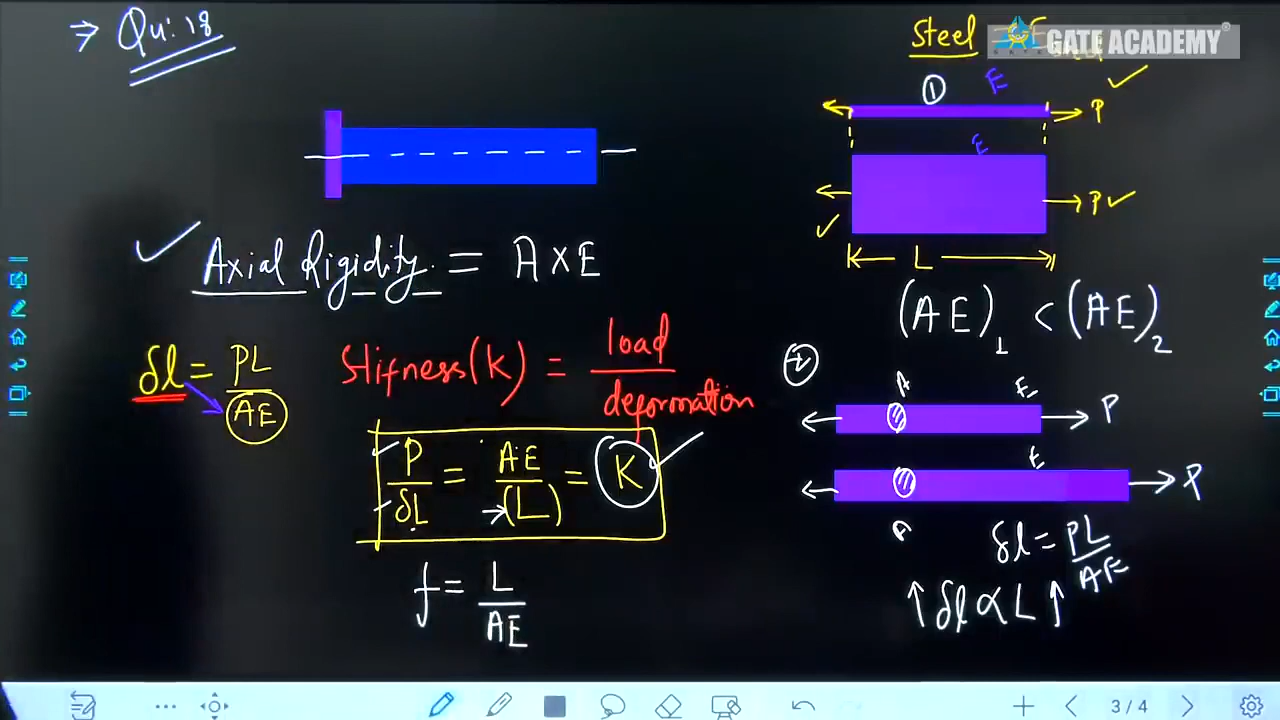 ⇒ Qu: 18
Steel
GATE ACADEMY®
① E
P
E
P
L
✓ Axial Rigidity = A×E
(AE)₁ < (AE)₂
δl = PL/AE
Stifness(K) = load/deformation
②
A E P
P/δL = AE/(L) = K
E P
A
f = L/AE
δl = PL/AE
↑ δl ∝ L ↑
3 / 4